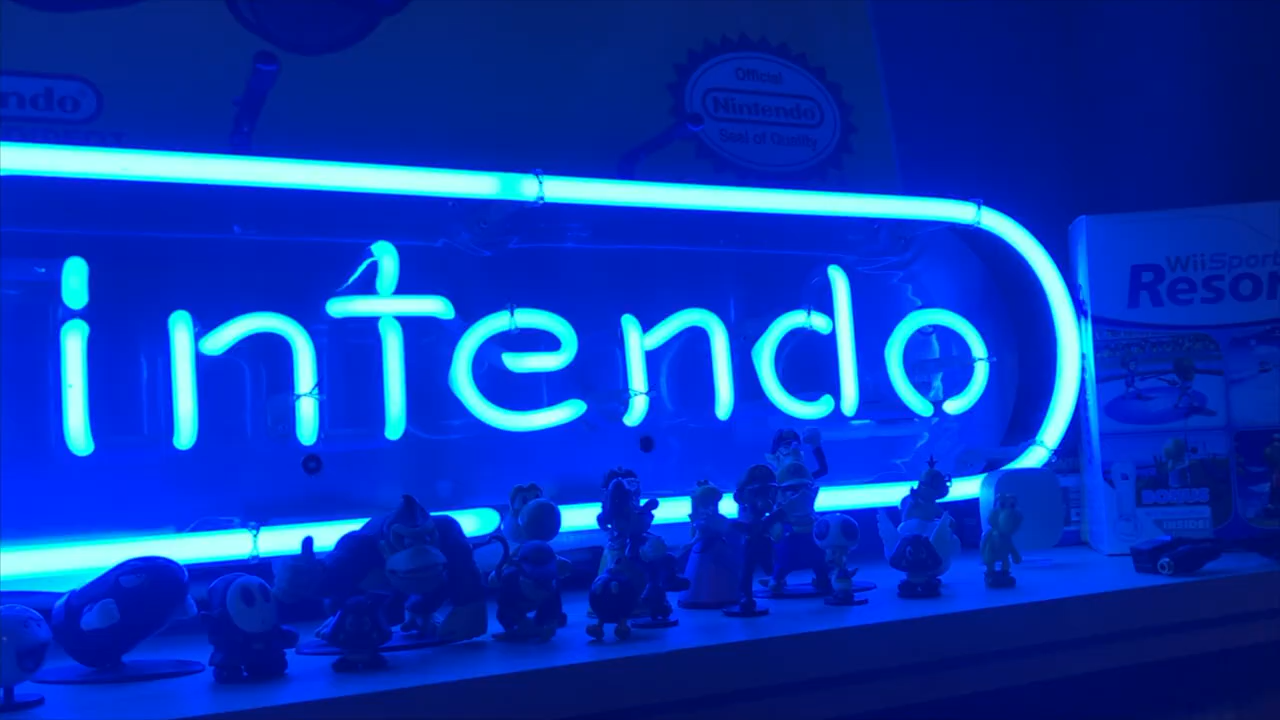 ndo
Official
Nintendo
Seal of Quality
intendo
WiiSport
Resor
BONUS
INSIDE!